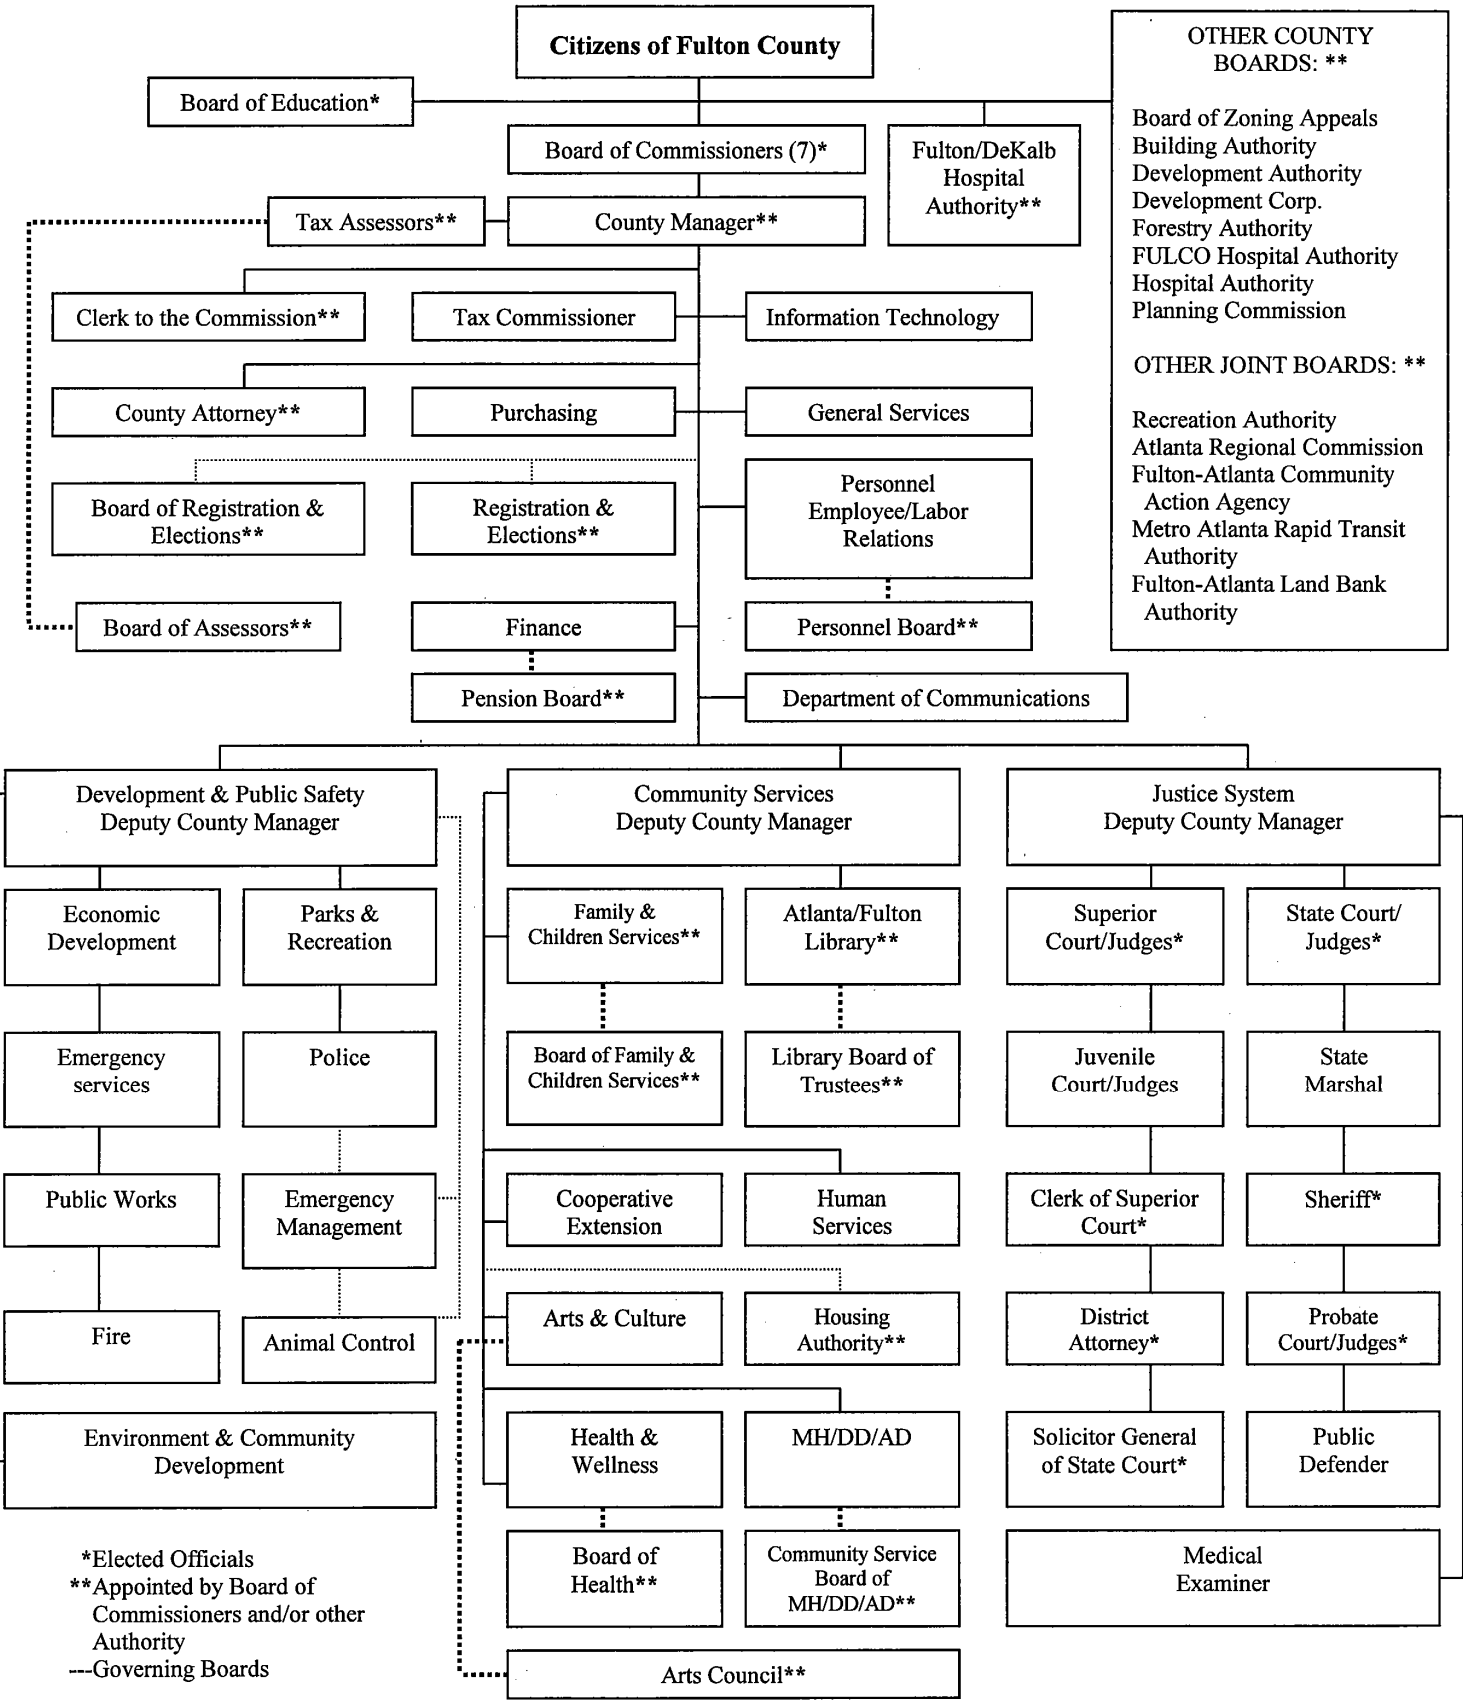 Citizens of Fulton County
Board of Education*
Board of Commissioners (7)*
Fulton/DeKalb
Hospital
Authority**
OTHER COUNTY
BOARDS: **
Board of Zoning Appeals
Building Authority
Development Authority
Development Corp.
Forestry Authority
FULCO Hospital Authority
Hospital Authority
Planning Commission
OTHER JOINT BOARDS: **
Recreation Authority
Atlanta Regional Commission
Fulton-Atlanta Community
Action Agency
Metro Atlanta Rapid Transit
Authority
Fulton-Atlanta Land Bank
Authority
Tax Assessors**
County Manager**
Clerk to the Commission**
Tax Commissioner
Information Technology
County Attorney**
Purchasing
General Services
Board of Registration &
Elections**
Registration &
Elections**
Personnel
Employee/Labor
Relations
Board of Assessors**
Finance
Personnel Board**
Pension Board**
Department of Communications
Development & Public Safety
Deputy County Manager
Community Services
Deputy County Manager
Justice System
Deputy County Manager
Economic
Development
Parks &
Recreation
Family &
Children Services**
Atlanta/Fulton
Library**
Superior
Court/Judges*
State Court/
Judges*
Emergency
services
Police
Board of Family &
Children Services**
Library Board of
Trustees**
Juvenile
Court/Judges
State
Marshal
Public Works
Emergency
Management
Cooperative
Extension
Human
Services
Clerk of Superior
Court*
Sheriff*
Fire
Animal Control
Arts & Culture
Housing
Authority**
District
Attorney*
Probate
Court/Judges*
Environment & Community
Development
Health &
Wellness
MH/DD/AD
Solicitor General
of State Court*
Public
Defender
Board of
Health**
Community Service
Board of
MH/DD/AD**
Medical
Examiner
Arts Council**
*Elected Officials
**Appointed by Board of
Commissioners and/or other
Authority
---Governing Boards